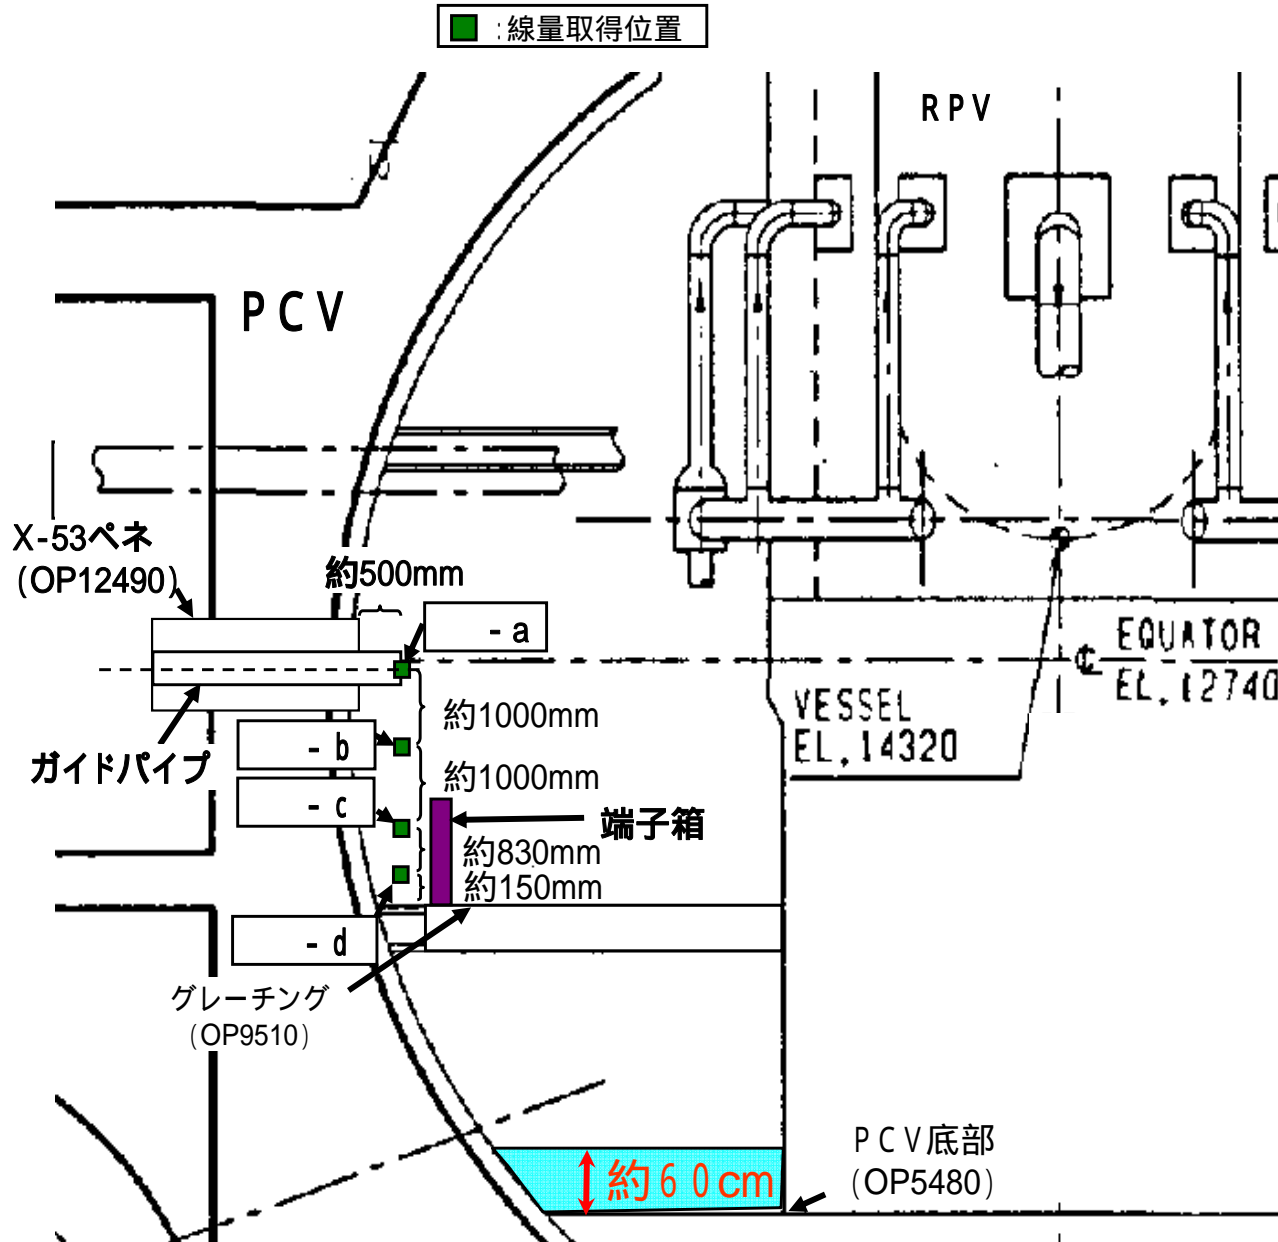 :線量取得位置
RPV
PCV
X-53ペネ
(OP12490)
約500mm
- a
EQUATOR
EL, 12740
VESSEL
EL, 14320
約1000mm
- b
ガイドパイプ
約1000mm
- c
端子箱
約830mm
約150mm
- d
グレーチング
(OP9510)
PCV底部
(OP5480)
約60cm